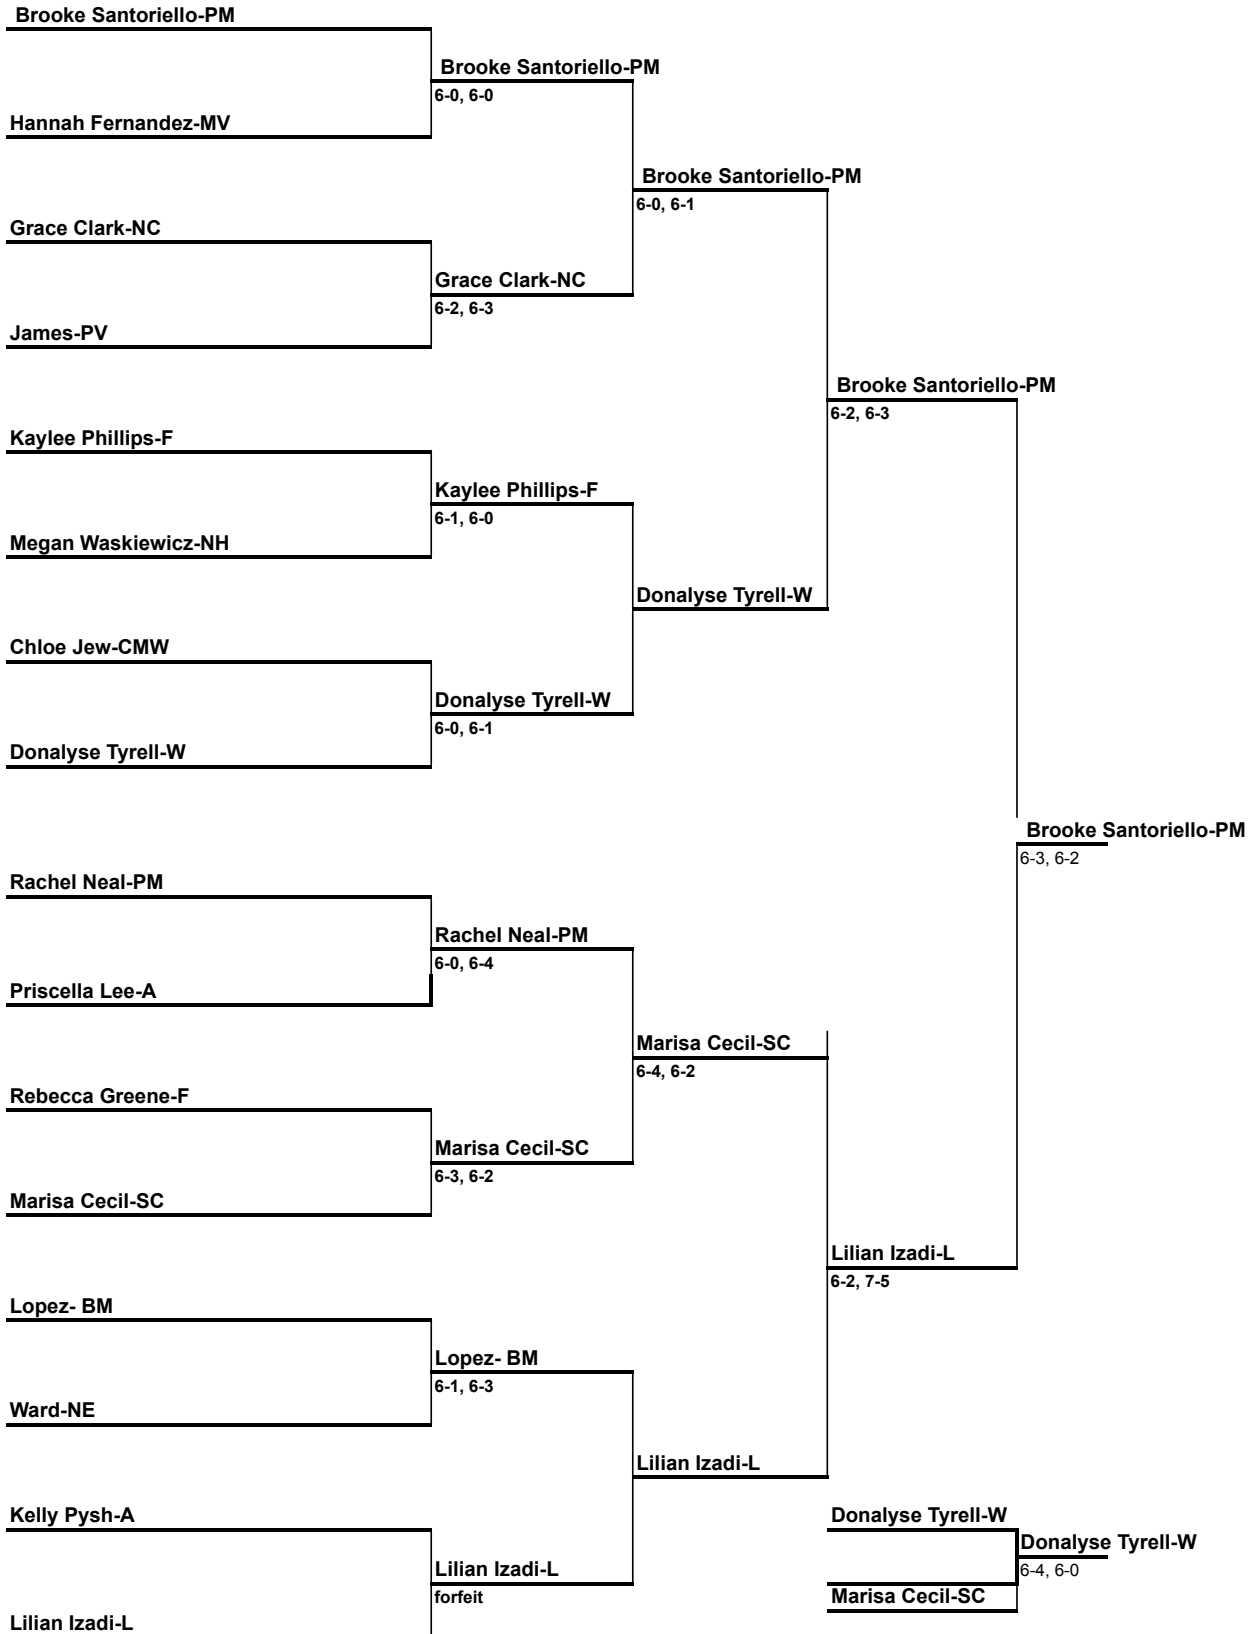 Brooke Santoriello-PM
Brooke Santoriello-PM
6-0, 6-0
Hannah Fernandez-MV
Brooke Santoriello-PM
6-0, 6-1
Grace Clark-NC
Grace Clark-NC
6-2, 6-3
James-PV
Brooke Santoriello-PM
6-2, 6-3
Kaylee Phillips-F
Kaylee Phillips-F
6-1, 6-0
Megan Waskiewicz-NH
Donalyse Tyrell-W
Chloe Jew-CMW
Donalyse Tyrell-W
6-0, 6-1
Donalyse Tyrell-W
Brooke Santoriello-PM
6-3, 6-2
Rachel Neal-PM
Rachel Neal-PM
6-0, 6-4
Priscella Lee-A
Marisa Cecil-SC
6-4, 6-2
Rebecca Greene-F
Marisa Cecil-SC
6-3, 6-2
Marisa Cecil-SC
Lilian Izadi-L
6-2, 7-5
Lopez- BM
Lopez- BM
6-1, 6-3
Ward-NE
Lilian Izadi-L
Kelly Pysh-A
Donalyse Tyrell-W
Donalyse Tyrell-W
6-4, 6-0
Lilian Izadi-L
forfeit
Marisa Cecil-SC
Lilian Izadi-L